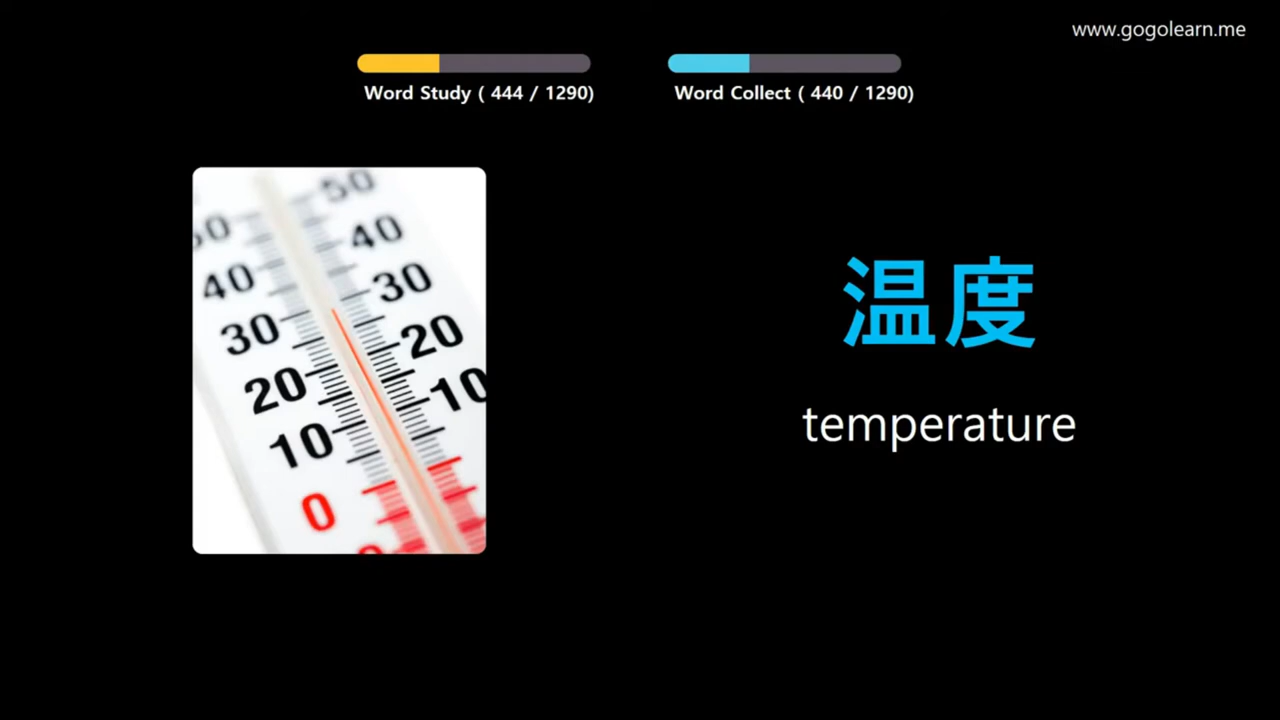 www.gogolearn.me
Word Study ( 444 / 1290)
Word Collect ( 440 / 1290)
50
40
30
20
10
40
30
20
10
0
温度
temperature